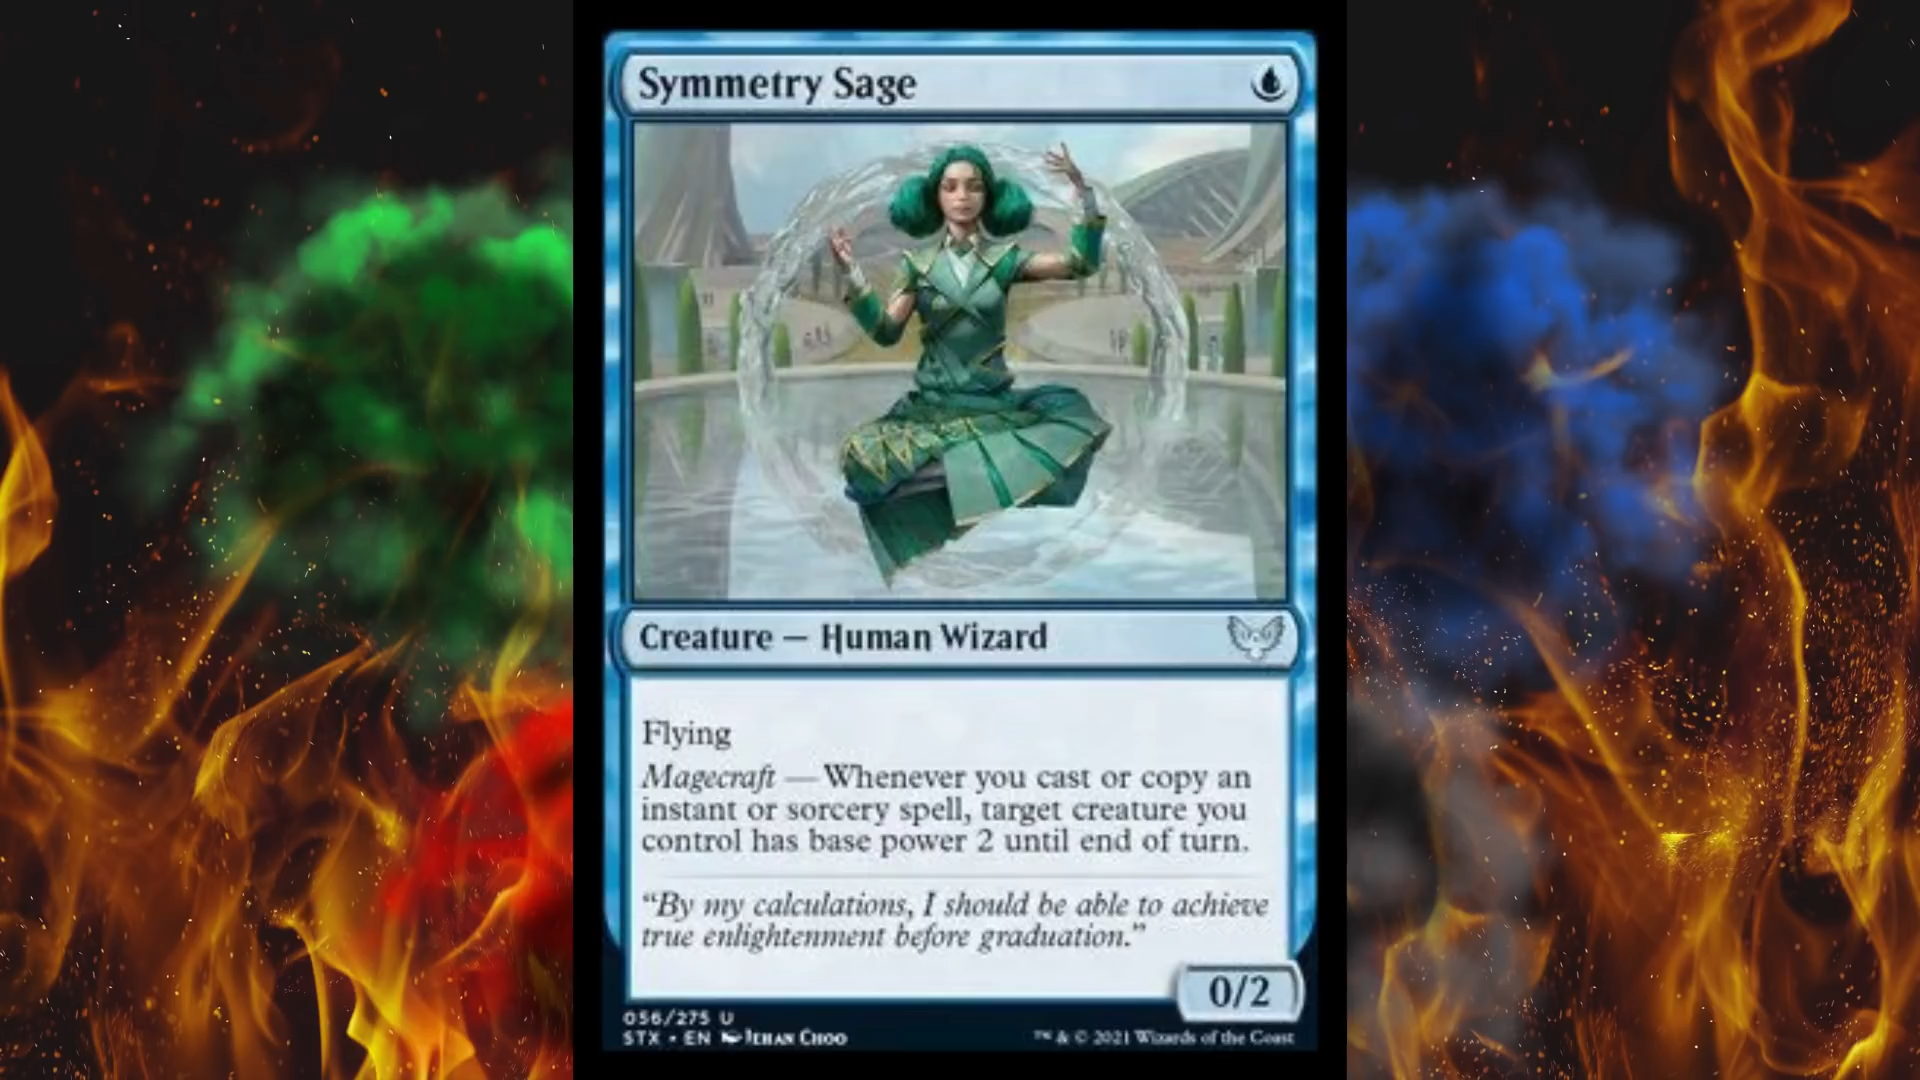 Symmetry Sage
Creature — Human Wizard
Flying
Magecraft — Whenever you cast or copy an
instant or sorcery spell, target creature you
control has base power 2 until end of turn.
“By my calculations, I should be able to achieve
true enlightenment before graduation.”
0/2
056/275 U
STX • EN Jehan Choo
™ & © 2021 Wizards of the Coast